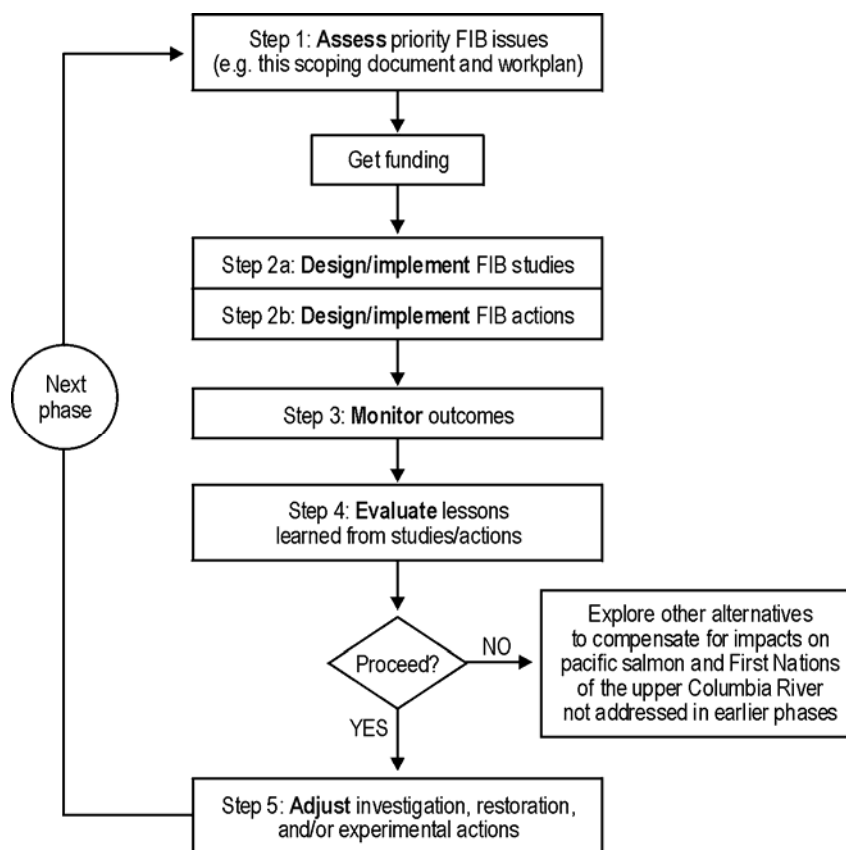 Step 1: Assess priority FIB issues
(e.g. this scoping document and workplan)
Get funding
Step 2a: Design/implement FIB studies
Step 2b: Design/implement FIB actions
Next
phase
Step 3: Monitor outcomes
Step 4: Evaluate lessons
learned from studies/actions
Proceed?
NO
Explore other alternatives
to compensate for impacts on
pacific salmon and First Nations
of the upper Columbia River
not addressed in earlier phases
YES
Step 5: Adjust investigation, restoration,
and/or experimental actions